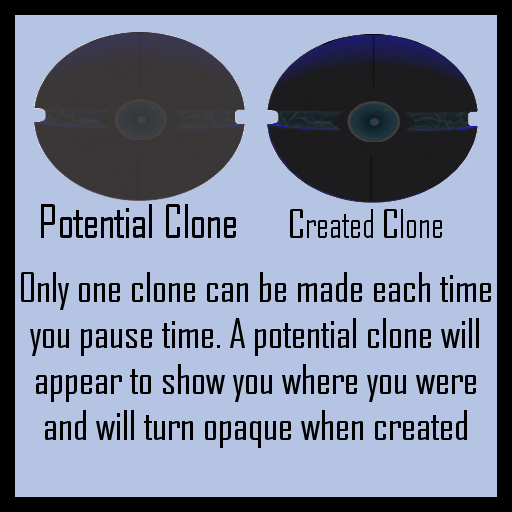 Potential Clone
Created Clone
Only one clone can be made each time
you pause time. A potential clone will
appear to show you where you were
and will turn opaque when created